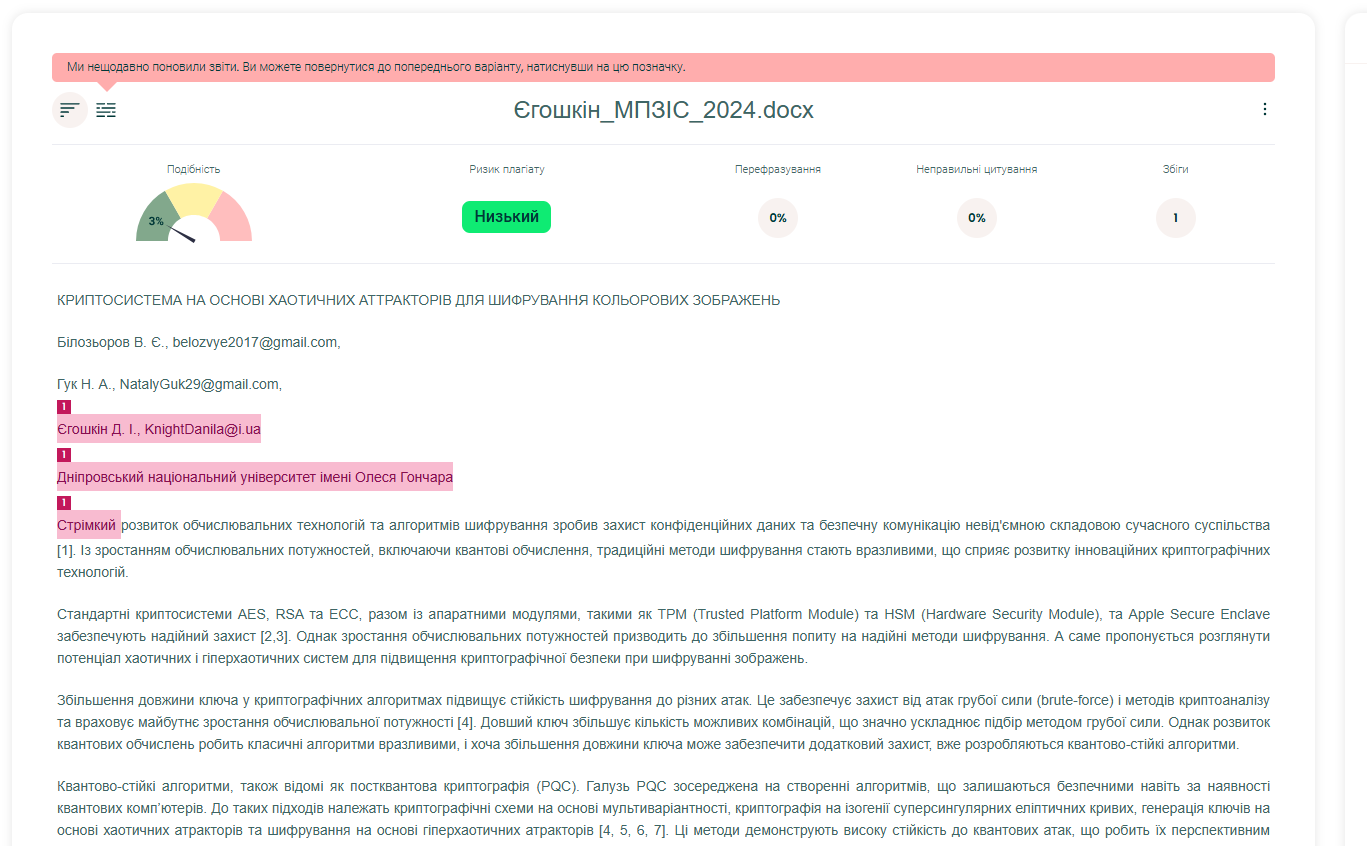 Ми нещодавно поновили звіти. Ви можете повернутися до попереднього варіанту, натиснувши на цю позначку.
Єгошкін_МПЗІС_2024.docx
Подібність
Ризик плагіату
Перефразування
Неправильні цитування
Збіги
3%
Низький
0%
0%
1
КРИПТОСИСТЕМА НА ОСНОВІ ХАОТИЧНИХ АТТРАКТОРІВ ДЛЯ ШИФРУВАННЯ КОЛЬОРОВИХ ЗОБРАЖЕНЬ
Білозьоров В. Є., belozvye2017@gmail.com,
Гук Н. А., NatalyGuk29@gmail.com,
1
Єгошкін Д. І., KnightDanila@i.ua
1
Дніпровський національний університет імені Олеся Гончара
1
Стрімкий розвиток обчислювальних технологій та алгоритмів шифрування зробив захист конфіденційних даних та безпечну комунікацію невід'ємною складовою сучасного суспільства
[1]. Із зростанням обчислювальних потужностей, включаючи квантові обчислення, традиційні методи шифрування стають вразливими, що сприяє розвитку інноваційних криптографічних
технологій.
Стандартні криптосистеми AES, RSA та ECC, разом із апаратними модулями, такими як TPM (Trusted Platform Module) та HSM (Hardware Security Module), та Apple Secure Enclave
забезпечують надійний захист [2,3]. Однак зростання обчислювальних потужностей призводить до збільшення попиту на надійні методи шифрування. А саме пропонується розглянути
потенціал хаотичних і гіперхаотичних систем для підвищення криптографічної безпеки при шифруванні зображень.
Збільшення довжини ключа у криптографічних алгоритмах підвищує стійкість шифрування до різних атак. Це забезпечує захист від атак грубої сили (brute-force) і методів криптоаналізу
та враховує майбутнє зростання обчислювальної потужності [4]. Довший ключ збільшує кількість можливих комбінацій, що значно ускладнює підбір методом грубої сили. Однак розвиток
квантових обчислень робить класичні алгоритми вразливими, і хоча збільшення довжини ключа може забезпечити додатковий захист, вже розробляються квантово-стійкі алгоритми.
Квантово-стійкі алгоритми, також відомі як постквантова криптографія (PQC). Галузь PQC зосереджена на створенні алгоритмів, що залишаються безпечними навіть за наявності
квантових комп'ютерів. До таких підходів належать криптографічні схеми на основі мультиваріантності, криптографія на ізогенії суперсингулярних еліптичних кривих, генерація ключів на
основі хаотичних атракторів та шифрування на основі гіперхаотичних атракторів [4, 5, 6, 7]. Ці методи демонструють високу стійкість до квантових атак, що робить їх перспективним